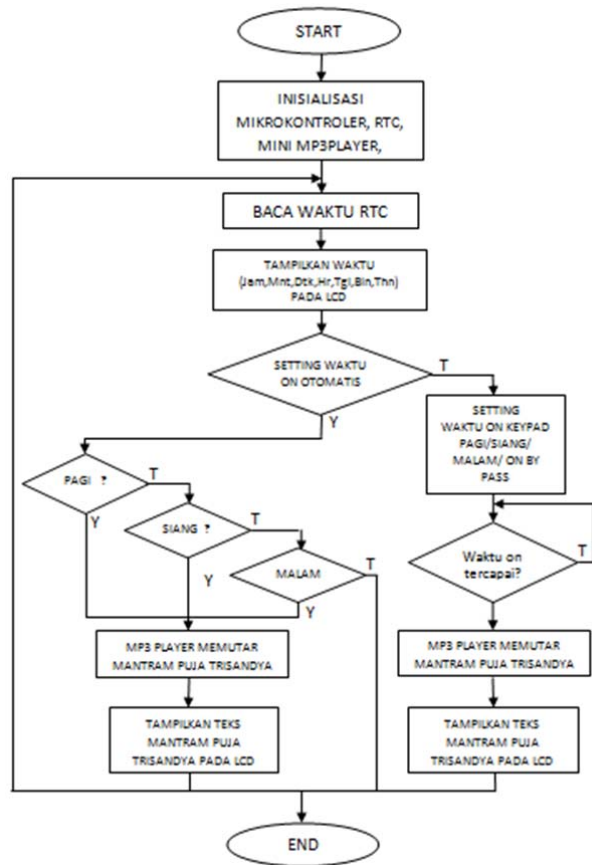 START
INISIALISASI
MIKROKONTROLER, RTC,
MINI MP3PLAYER,
BACA WAKTU RTC
TAMPILKAN WAKTU
(Jam,Mnt,Dtk,Hr,Tgl,Bln,Thn)
PADA LCD
SETTING WAKTU
ON OTOMATIS
T
Y
SETTING
WAKTU ON KEYPAD
PAGI/SIANG/
MALAM/ ON BY
PASS
PAGI ?
T
Y
SIANG ?
T
Y
MALAM
T
Y
Waktu on
tercapai?
T
MP3 PLAYER MEMUTAR
MANTRAM PUJA TRISANDYA
TAMPILKAN TEKS
MANTRAM PUJA
TRISANDYA PADA LCD
MP3 PLAYER MEMUTAR
MANTRAM PUJA TRISANDYA
TAMPILKAN TEKS
MANTRAM PUJA
TRISANDYA PADA LCD
END